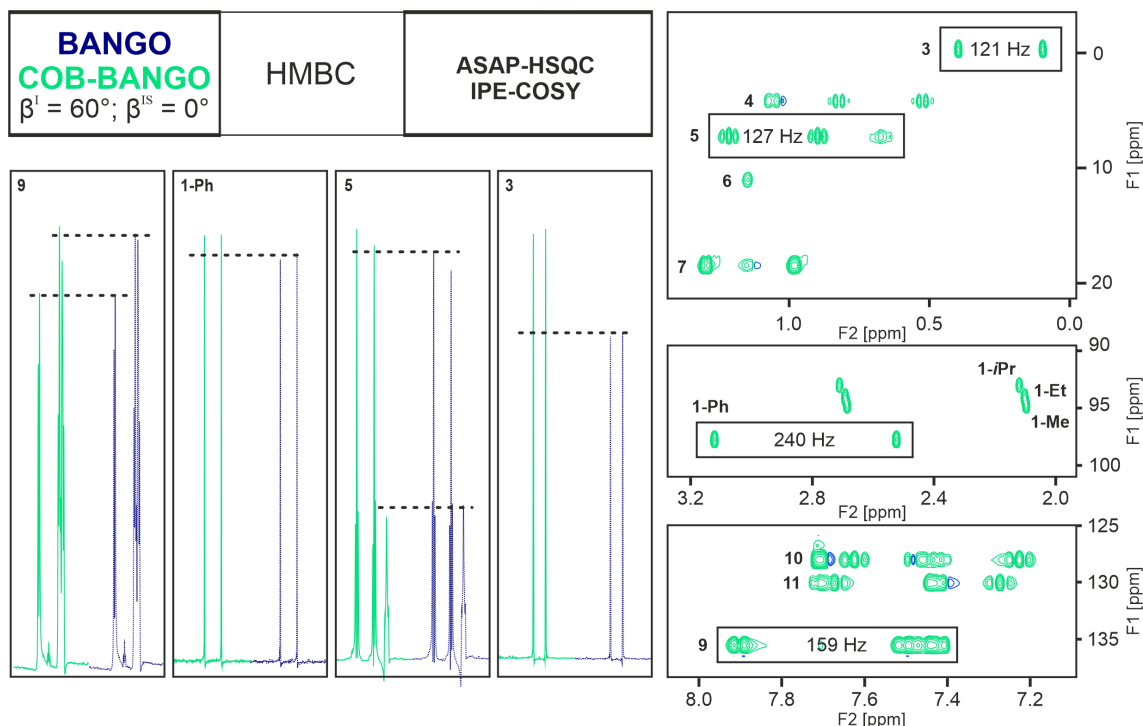 BANGO
COB-BANGO
βᴵ = 60°; βᴵˢ = 0°
HMBC
ASAP-HSQC
IPE-COSY
9
1-Ph
5
3
3
121 Hz
4
5
127 Hz
6
7
0
10
20
F1 [ppm]
1.0
0.5
0.0
F2 [ppm]
1-iPr
1-Et
1-Me
1-Ph
240 Hz
90
95
100
F1 [ppm]
3.2
2.8
2.4
2.0
F2 [ppm]
10
11
9
159 Hz
125
130
135
F1 [ppm]
8.0
7.8
7.6
7.4
7.2
F2 [ppm]